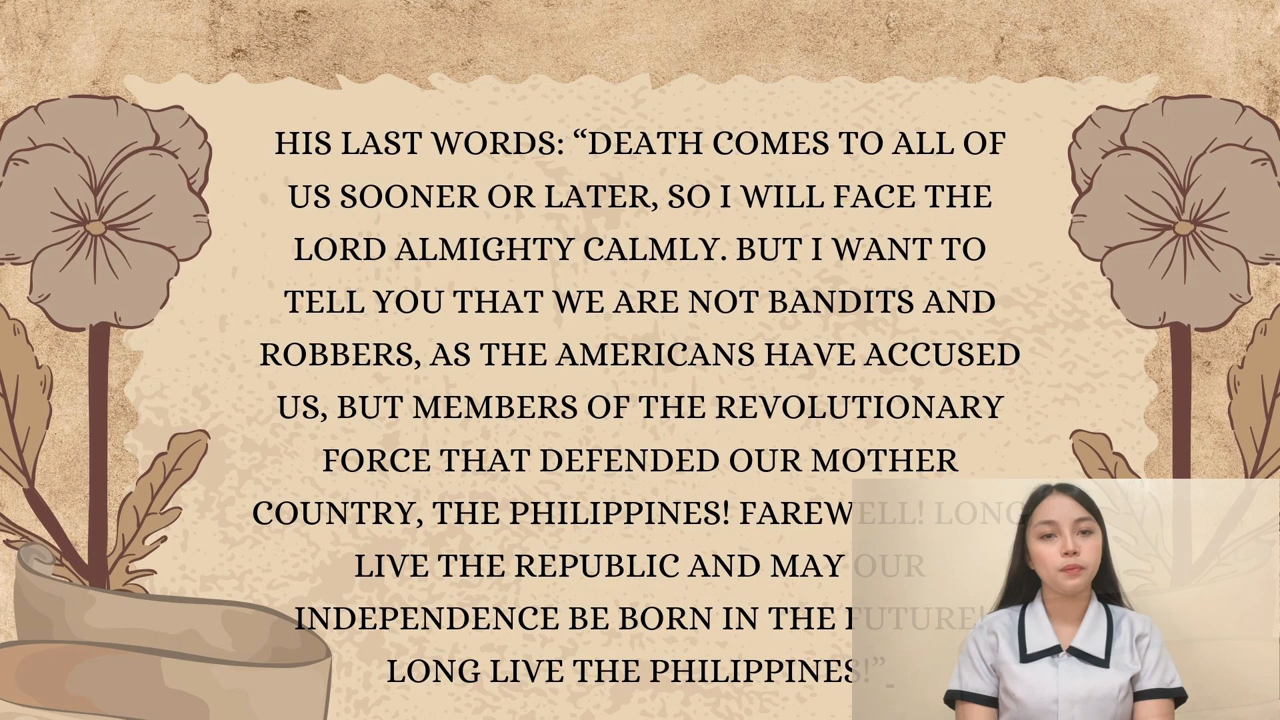 HIS LAST WORDS: “DEATH COMES TO ALL OF
US SOONER OR LATER, SO I WILL FACE THE
LORD ALMIGHTY CALMLY. BUT I WANT TO
TELL YOU THAT WE ARE NOT BANDITS AND
ROBBERS, AS THE AMERICANS HAVE ACCUSED
US, BUT MEMBERS OF THE REVOLUTIONARY
FORCE THAT DEFENDED OUR MOTHER
COUNTRY, THE PHILIPPINES! FAREWELL! LONG
LIVE THE REPUBLIC AND MAY OUR
INDEPENDENCE BE BORN IN THE FUTURE!
LONG LIVE THE PHILIPPINES!”